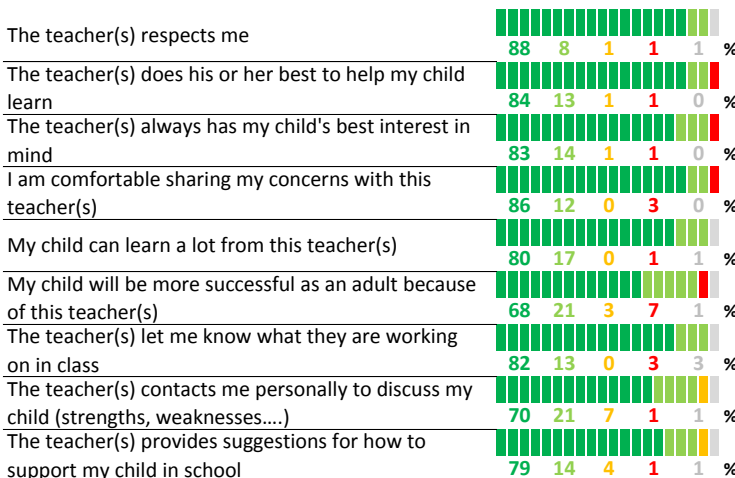 The teacher(s) respects me
88 8 1 1 1 %
The teacher(s) does his or her best to help my child
learn
84 13 1 1 0 %
The teacher(s) always has my child's best interest in
mind
83 14 1 1 0 %
I am comfortable sharing my concerns with this
teacher(s)
86 12 0 3 0 %
My child can learn a lot from this teacher(s)
80 17 0 1 1 %
My child will be more successful as an adult because
of this teacher(s)
68 21 3 7 1 %
The teacher(s) let me know what they are working
on in class
82 13 0 3 3 %
The teacher(s) contacts me personally to discuss my
child (strengths, weaknesses....)
70 21 7 1 1 %
The teacher(s) provides suggestions for how to
support my child in school
79 14 4 1 1 %